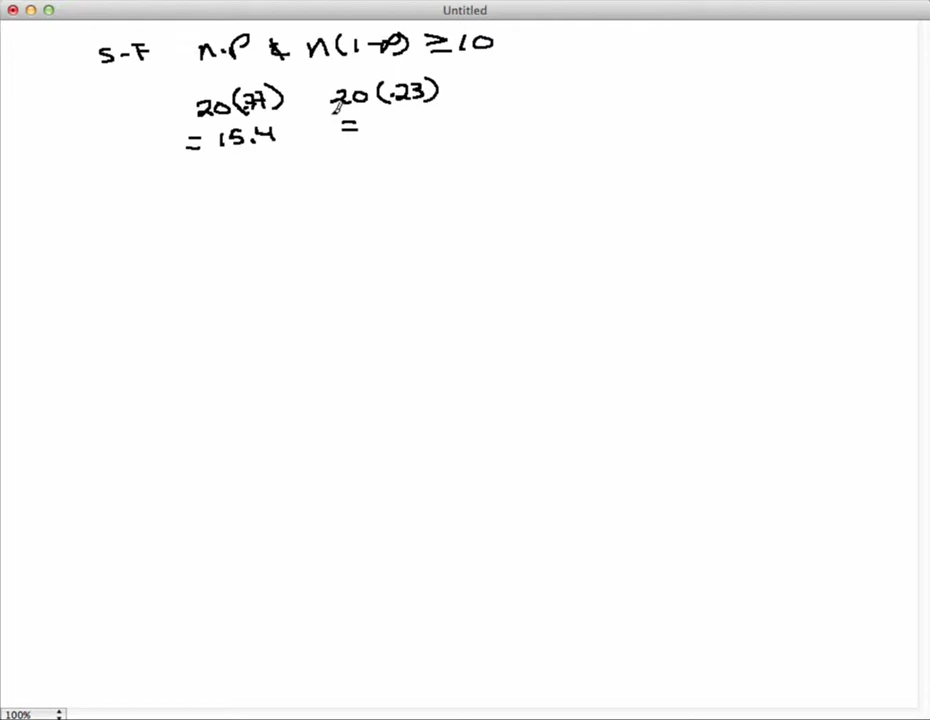 Untitled
S-F n.P & n(1-P) ≥10
20(.77) 20(.23)
= 15.4 =
100%